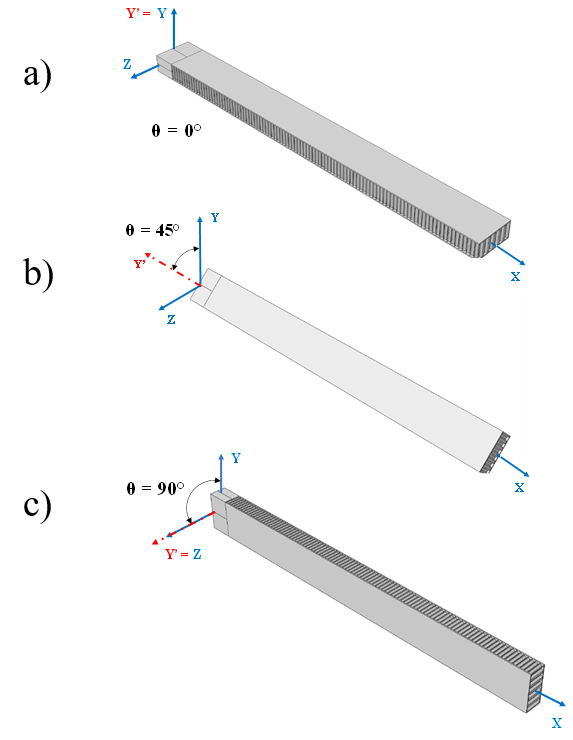 Y' = Y
Z
a)
θ = 0°
X
Y
θ = 45°
Y'
b)
Z
X
Y
θ = 90°
c)
Y' = Z
X